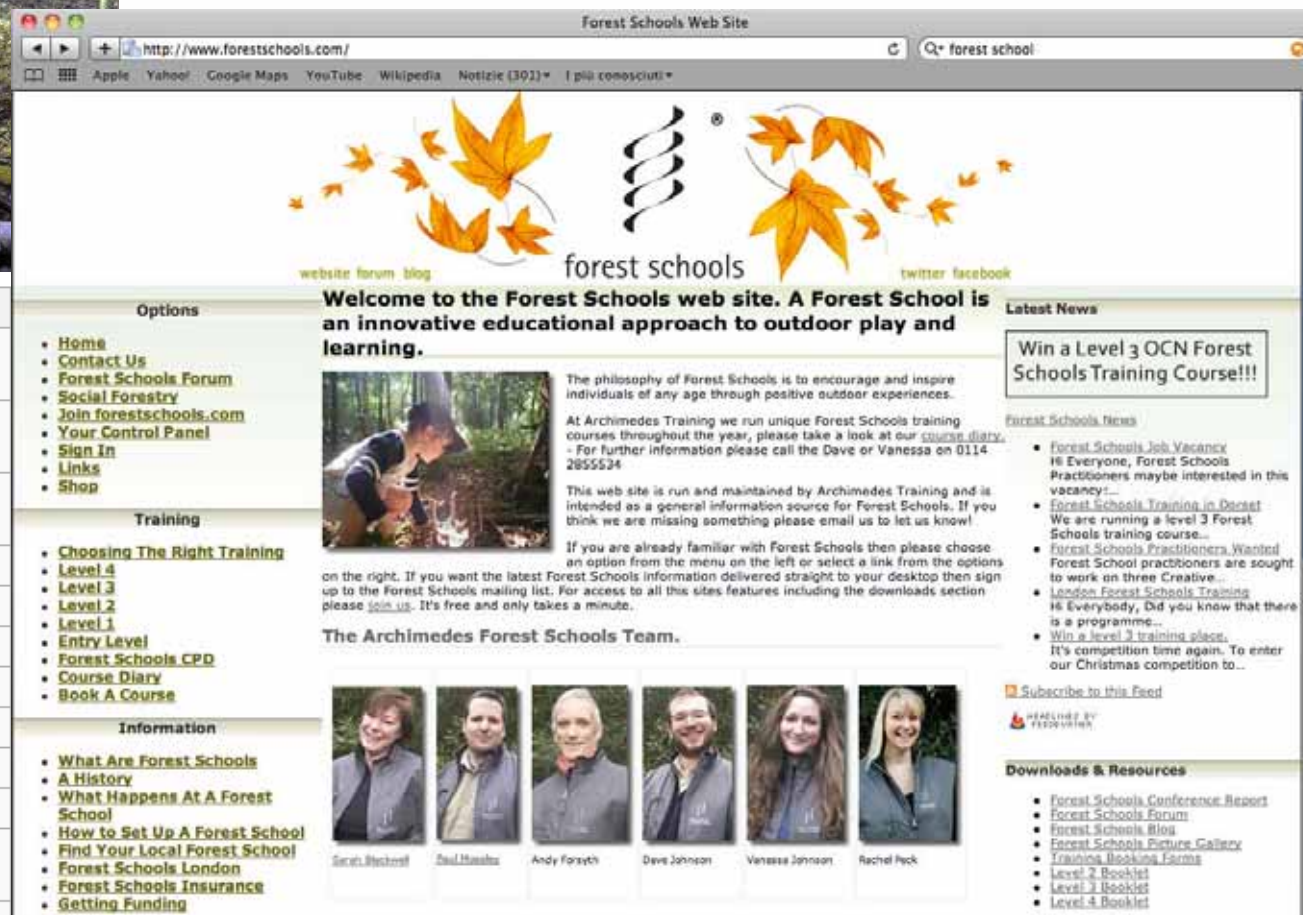 Forest Schools Web Site
http://www.forestschools.com/
forest school
Apple Yahoo! Google Maps YouTube Wikipedia Notizie (301) I più conosciuti
®
forest schools
website forum blog
twitter facebook
Options
Home
Contact Us
Forest Schools Forum
Social Forestry
Join forestschools.com
Your Control Panel
Sign In
Links
Shop
Training
Choosing The Right Training
Level 4
Level 3
Level 2
Level 1
Entry Level
Forest Schools CPD
Course Diary
Book A Course
Information
What Are Forest Schools
A History
What Happens At A Forest
School
How to Set Up A Forest School
Find Your Local Forest School
Forest Schools London
Forest Schools Insurance
Getting Funding
Welcome to the Forest Schools web site. A Forest School is
an innovative educational approach to outdoor play and
learning.
The philosophy of Forest Schools is to encourage and inspire
individuals of any age through positive outdoor experiences.
At Archimedes Training we run unique Forest Schools training
courses throughout the year, please take a look at our course diary.
- For further information please call the Dave or Vanessa on 0114
2855534
This web site is run and maintained by Archimedes Training and is
intended as a general information source for Forest Schools. If you
think we are missing something please email us to let us know!
If you are already familiar with Forest Schools then please choose
an option from the menu on the left or select a link from the options
on the right. If you want the latest Forest Schools information delivered straight to your desktop then sign
up to the Forest Schools mailing list. For access to all this sites features including the downloads section
please join us. It's free and only takes a minute.
The Archimedes Forest Schools Team.
Sarah Blackwell
Paul Moseley
Andy Forsyth
Dave Johnson
Vanessa Johnson
Rachel Peck
Latest News
Win a Level 3 OCN Forest
Schools Training Course!!!
Forest Schools News
Forest Schools Job Vacancy
Hi Everyone, Forest Schools
Practitioners maybe interested in this
vacancy:...
Forest Schools Training in Dorset
We are running a level 3 Forest
Schools training course...
Forest Schools Practitioners Wanted
Forest School practitioners are sought
to work on three Creative...
London Forest Schools Training
Hi Everybody, Did you know that there
is a programme...
Win a level 3 training place.
It's competition time again. To enter
our Christmas competition to...
Subscribe to this Feed
HEADLINES BY
FEEDBURNER
Downloads & Resources
Forest Schools Conference Report
Forest Schools Forum
Forest Schools Blog
Forest Schools Picture Gallery
Training Booking Forms
Level 2 Booklet
Level 3 Booklet
Level 4 Booklet